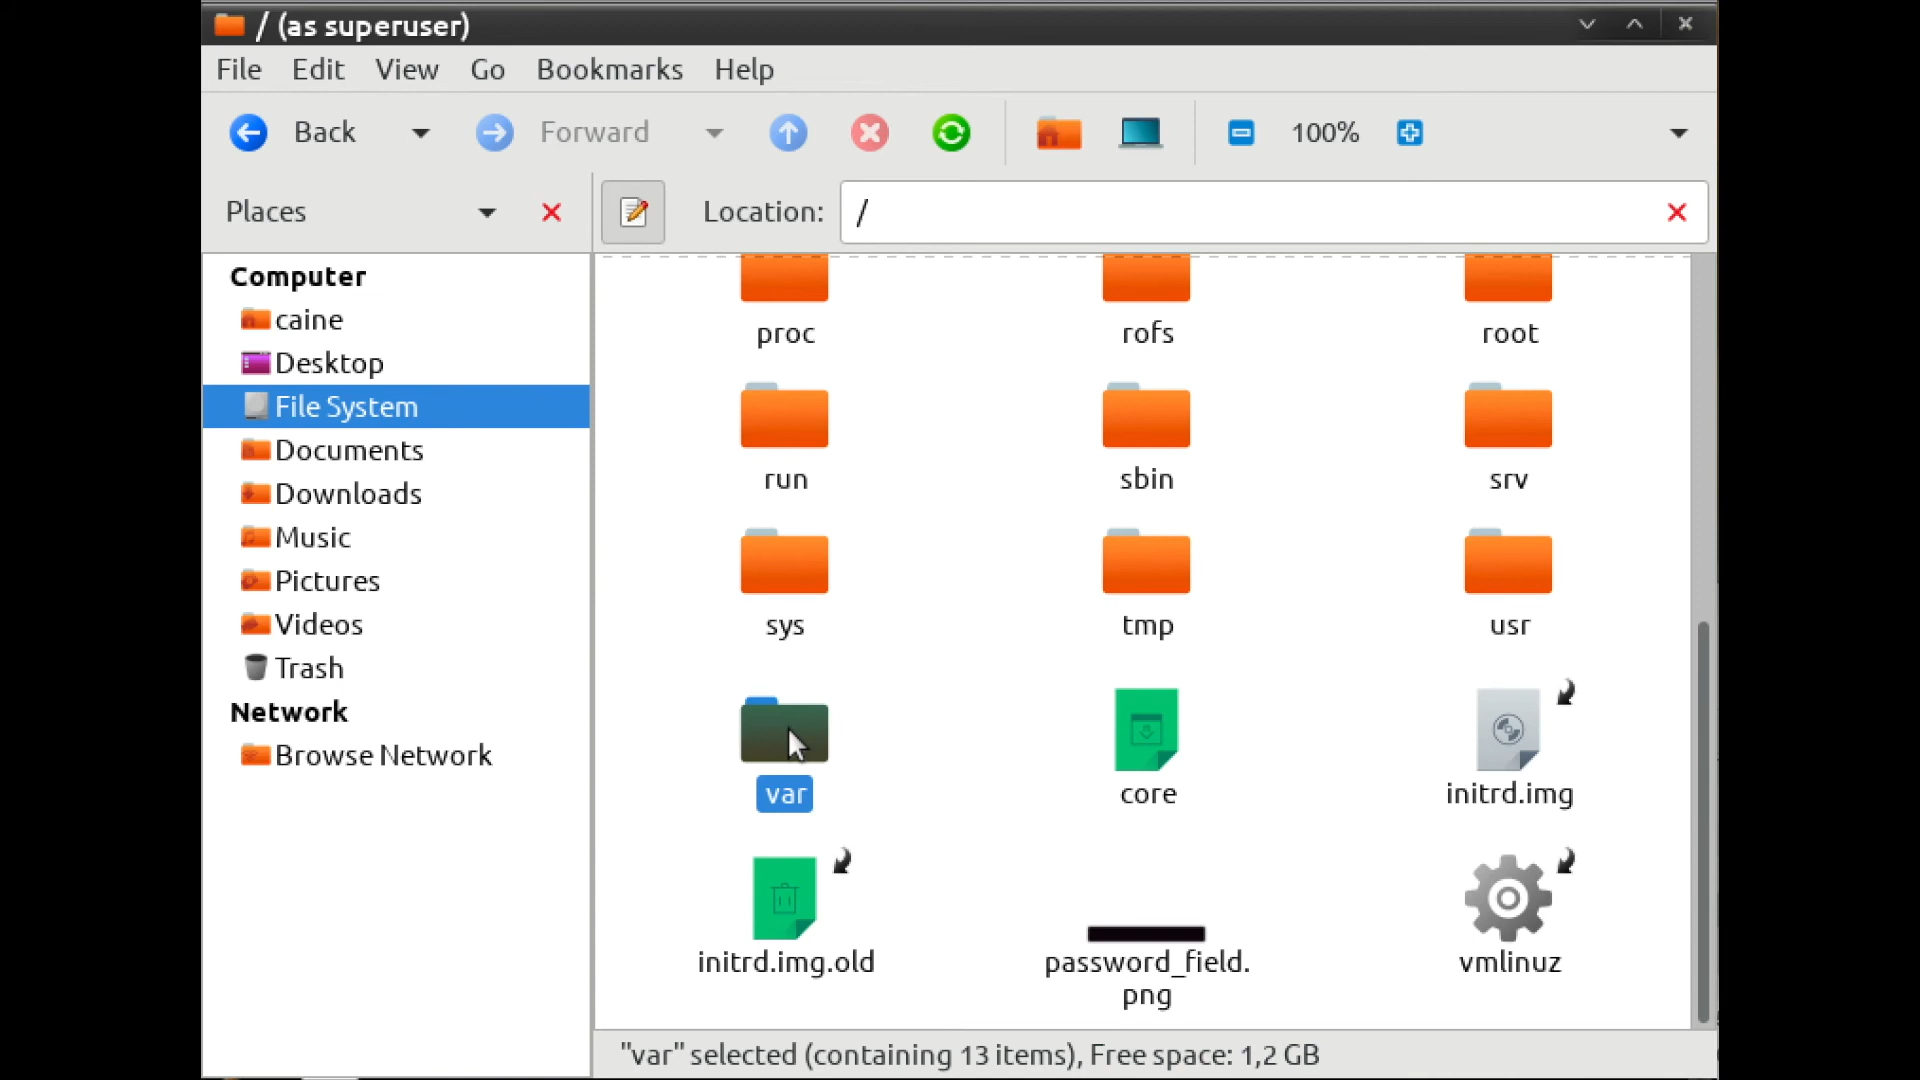 / (as superuser)
File Edit View Go Bookmarks Help
Back Forward 100%
Places Location: /
Computer
caine
Desktop
File System
Documents
Downloads
Music
Pictures
Videos
Trash
Network
Browse Network
proc rofs root
run sbin srv
sys tmp usr
var core initrd.img
initrd.img.old password_field. vmlinuz
png
"var" selected (containing 13 items), Free space: 1,2 GB